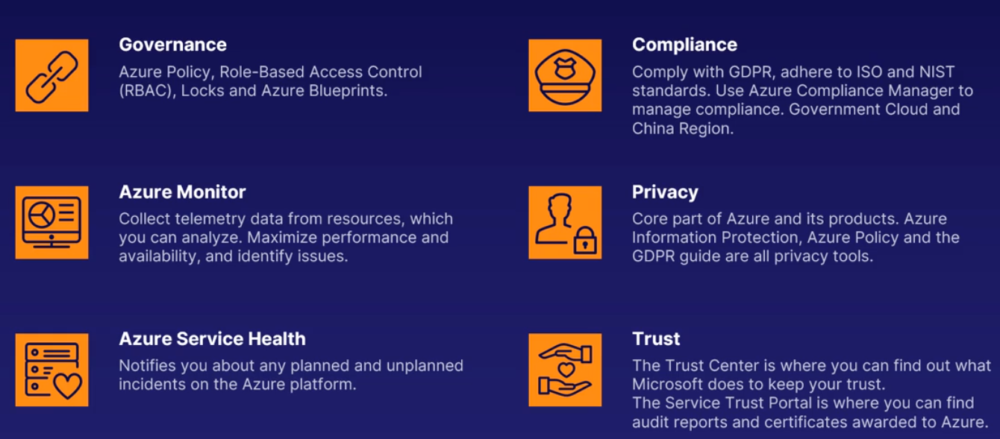 Governance
Azure Policy, Role-Based Access Control
(RBAC), Locks and Azure Blueprints.
Compliance
Comply with GDPR, adhere to ISO and NIST
standards. Use Azure Compliance Manager to
manage compliance. Government Cloud and
China Region.
Azure Monitor
Collect telemetry data from resources, which
you can analyze. Maximize performance and
availability, and identify issues.
Privacy
Core part of Azure and its products. Azure
Information Protection, Azure Policy and the
GDPR guide are all privacy tools.
Azure Service Health
Notifies you about any planned and unplanned
incidents on the Azure platform.
Trust
The Trust Center is where you can find out what
Microsoft does to keep your trust.
The Service Trust Portal is where you can find
audit reports and certificates awarded to Azure.